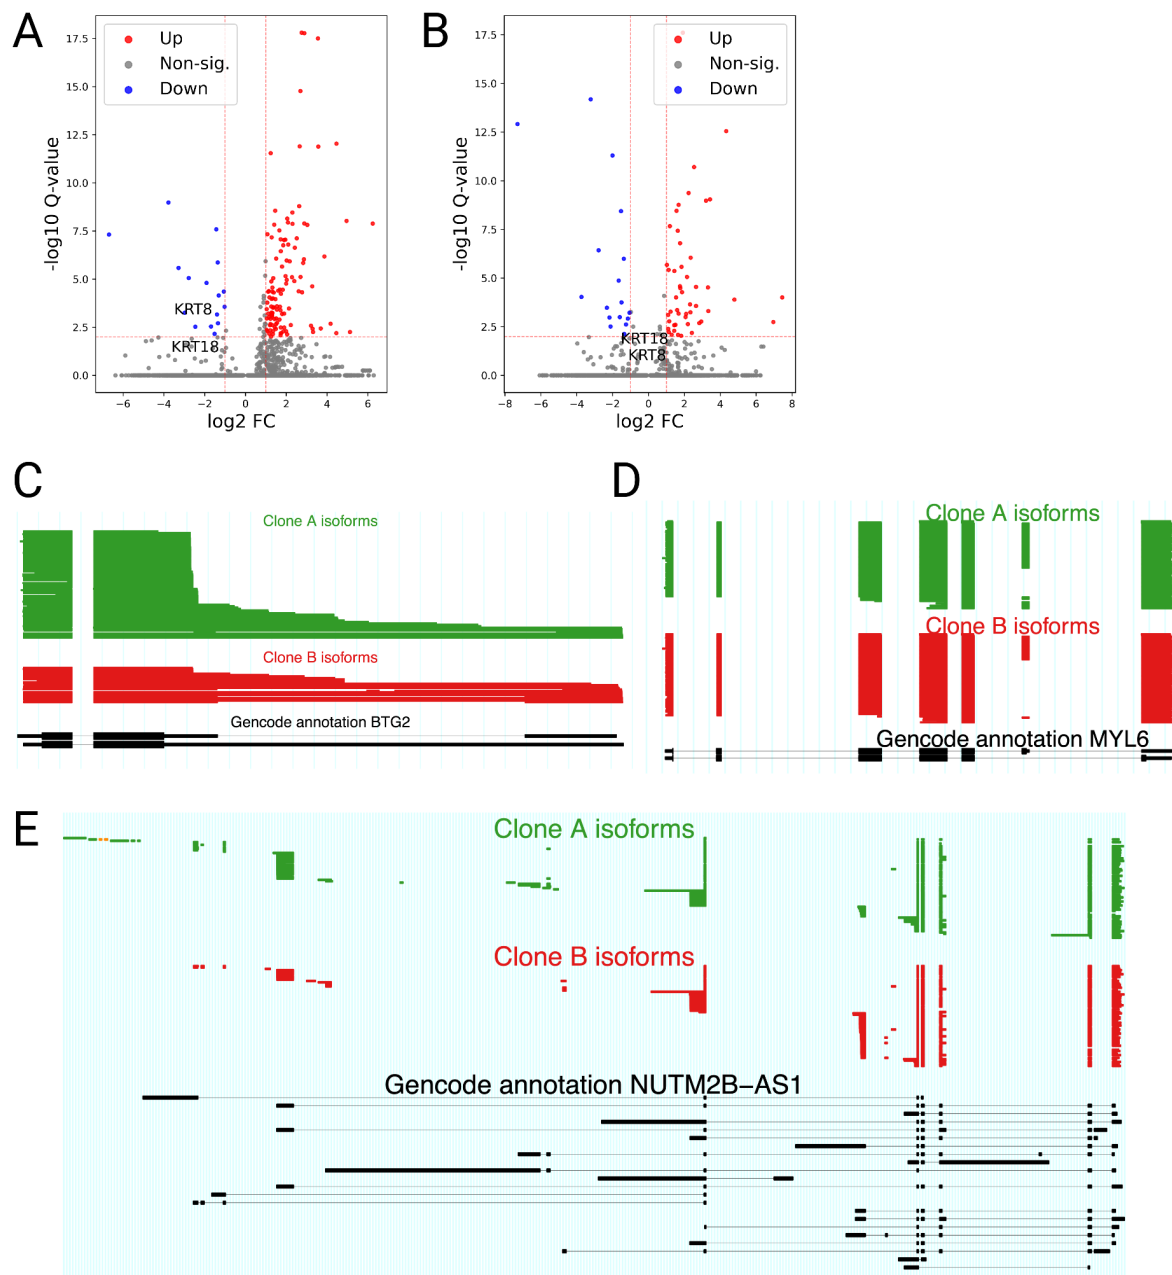 A
Up
Non-sig.
Down
17.5
15.0
12.5
10.0
7.5
5.0
2.5
0.0
-log10 Q-value
KRT8
KRT18
−6 −4 −2 0 2 4 6
log2 FC
B
Up
Non-sig.
Down
17.5
15.0
12.5
10.0
7.5
5.0
2.5
0.0
-log10 Q-value
KRT18
KRT8
−8 −6 −4 −2 0 2 4 6 8
log2 FC
C
Clone A isoforms
Clone B isoforms
Gencode annotation BTG2
D
Clone A isoforms
Clone B isoforms
Gencode annotation MYL6
E
Clone A isoforms
Clone B isoforms
Gencode annotation NUTM2B−AS1